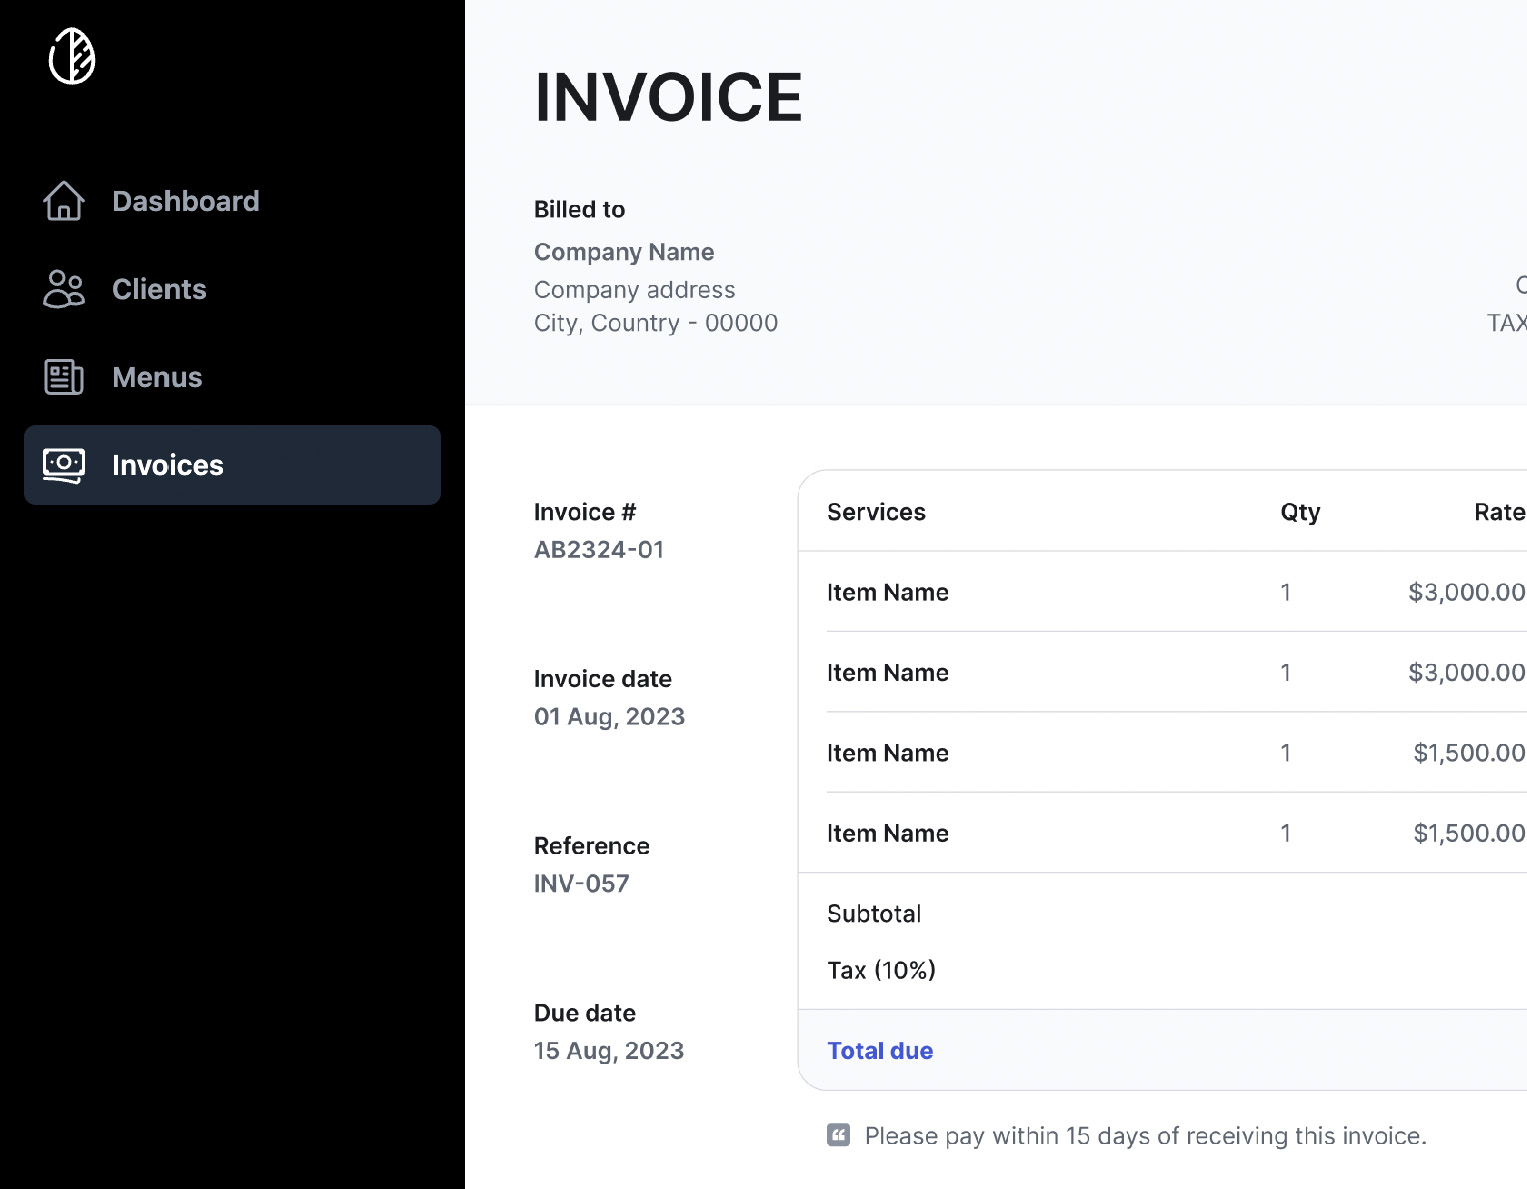 Dashboard
Clients
Menus
Invoices
INVOICE
Billed to
Company Name
Company address
City, Country - 00000
TAX
Invoice #
AB2324-01
Invoice date
01 Aug, 2023
Reference
INV-057
Due date
15 Aug, 2023
Services Qty Rate
Item Name 1 $3,000.00
Item Name 1 $3,000.00
Item Name 1 $1,500.00
Item Name 1 $1,500.00
Subtotal
Tax (10%)
Total due
Please pay within 15 days of receiving this invoice.